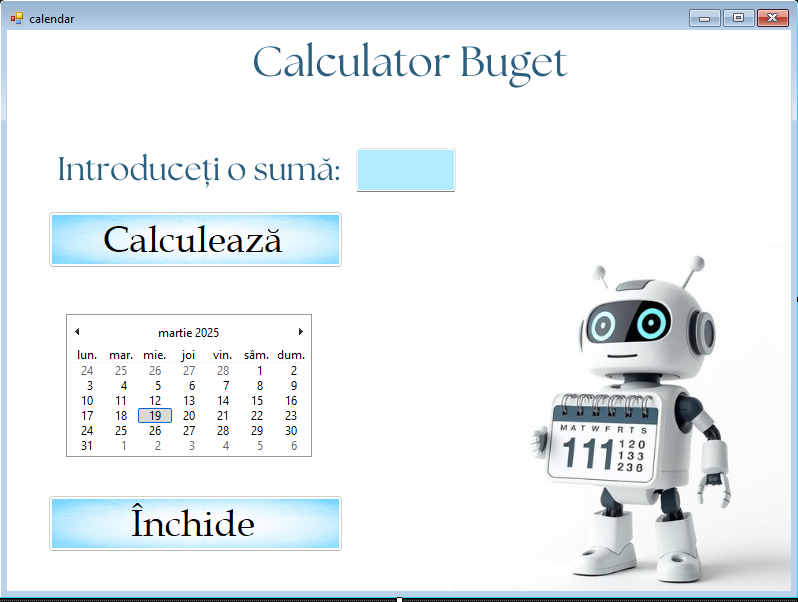 calendar
Calculator Buget
Introduceți o sumă:
Calculează
martie 2025
lun. mar. mie. joi vin. sâm. dum.
24 25 26 27 28 1 2
3 4 5 6 7 8 9
10 11 12 13 14 15 16
17 18 19 20 21 22 23
24 25 26 27 28 29 30
31 1 2 3 4 5 6
Închide
M A T W F R T S
111 120
133
238